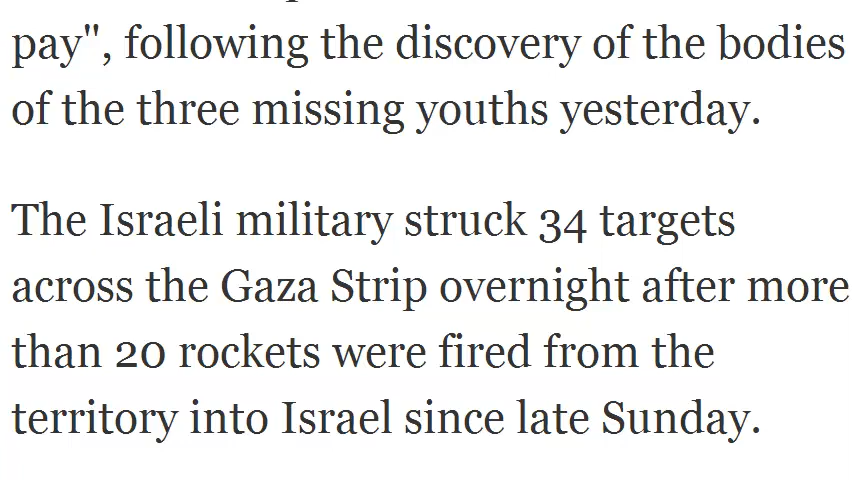 pay", following the discovery of the bodies
of the three missing youths yesterday.
The Israeli military struck 34 targets
across the Gaza Strip overnight after more
than 20 rockets were fired from the
territory into Israel since late Sunday.